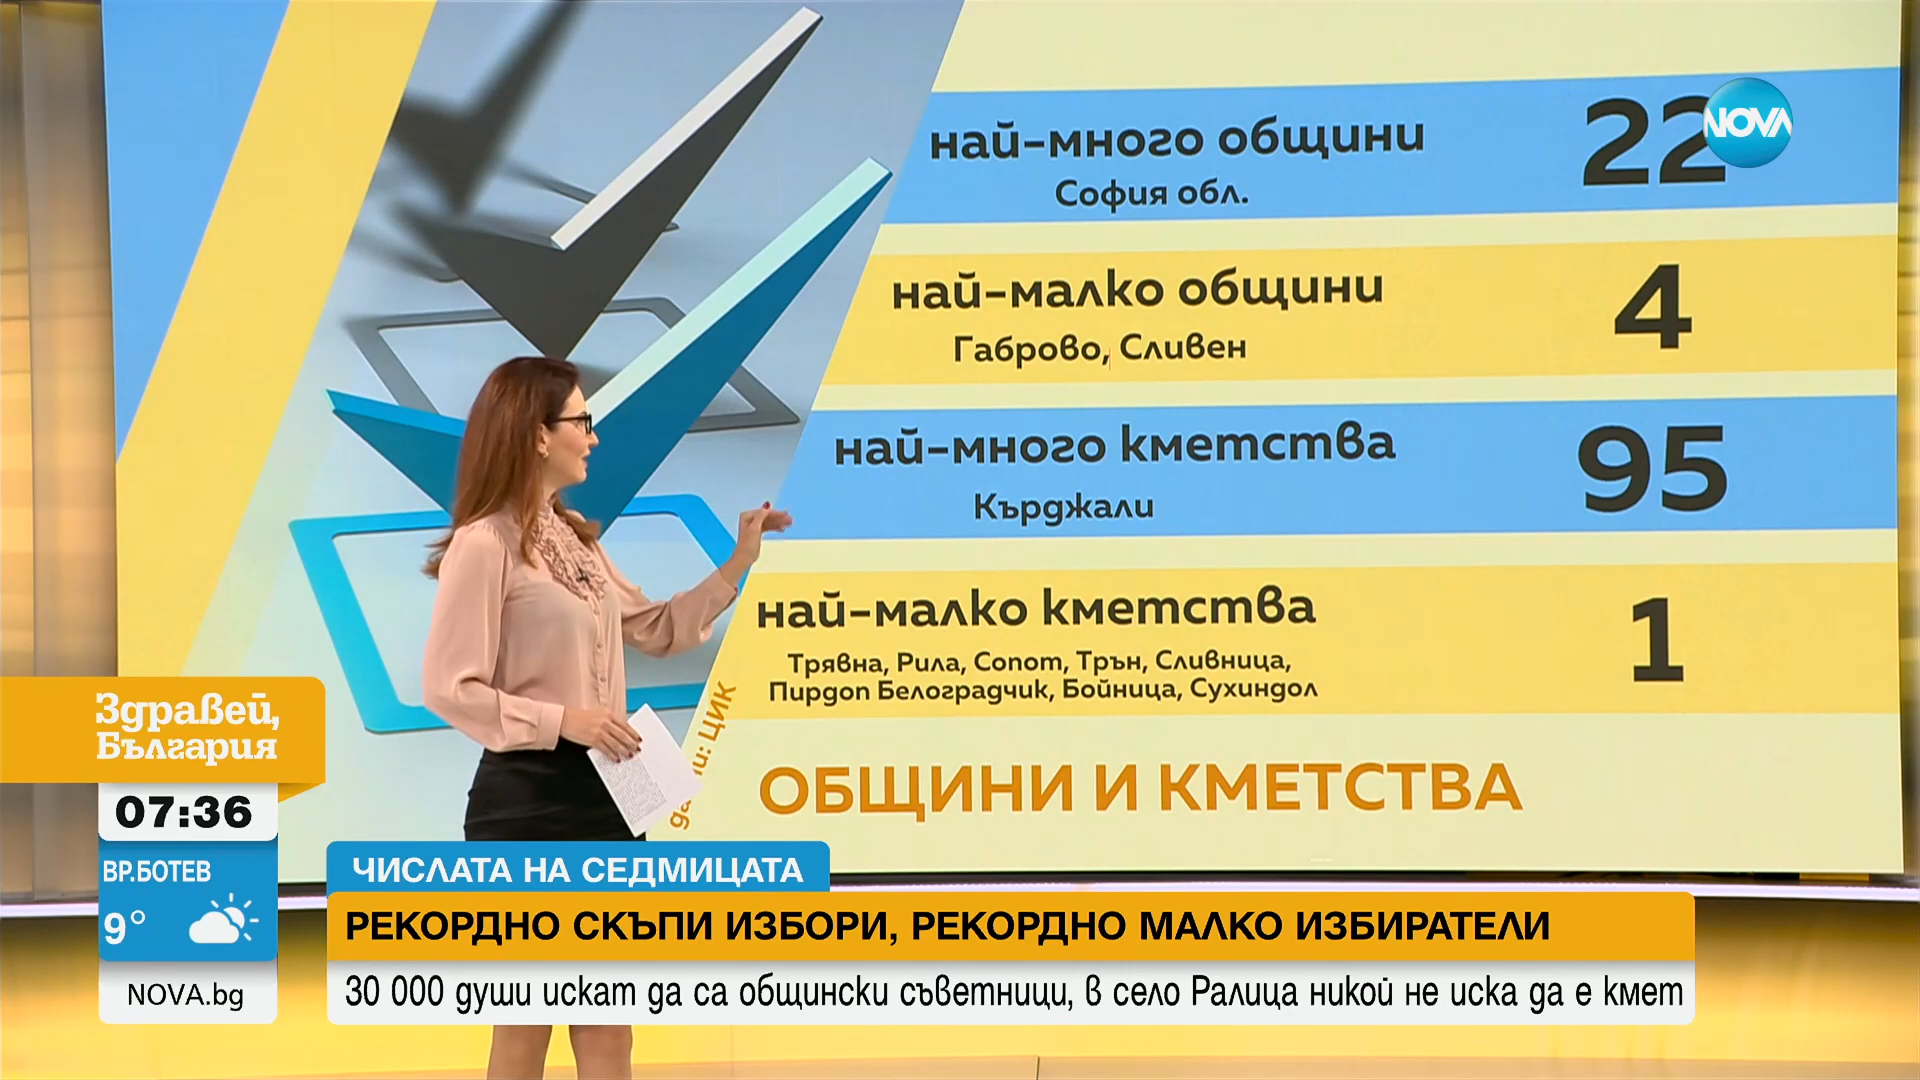 най-много общини
София обл.
22
NOVA
най-малко общини
Габрово, Сливен
4
най-много кметства
Кърджали
95
най-малко кметства
Трявна, Рила, Сопот, Трън, Сливница,
Пирдоп Белоградчик, Бойница, Сухиндол
1
ЦИК
ОБЩИНИ И КМЕТСТВА
Здравей,
България
07:36
ВР.БОТЕВ
9°
NOVA.bg
ЧИСЛАТА НА СЕДМИЦАТА
РЕКОРДНО СКЪПИ ИЗБОРИ, РЕКОРДНО МАЛКО ИЗБИРАТЕЛИ
30 000 души искат да са общински съветници, в село Ралица никой не иска да е кмет